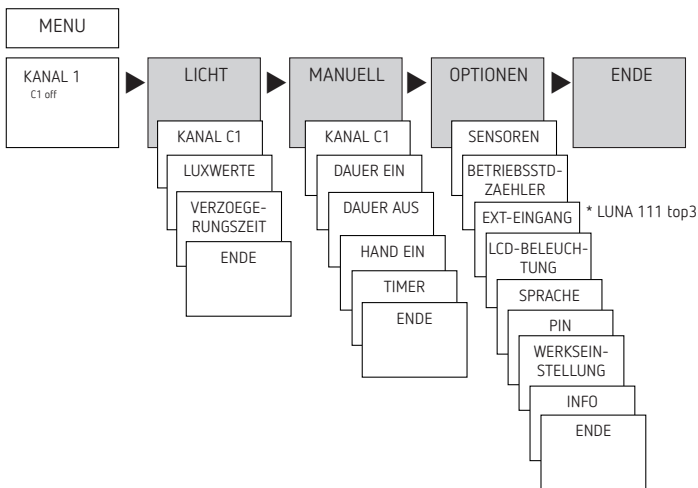 MENU
KANAL 1
C1 off
LICHT
MANUELL
OPTIONEN
ENDE
KANAL C1
LUXWERTE
VERZOEGE-
RUNGSZEIT
ENDE
KANAL C1
DAUER EIN
DAUER AUS
HAND EIN
TIMER
ENDE
SENSOREN
BETRIEBSSTD-
ZAEHLER
EXT-EINGANG
* LUNA 111 top3
LCD-BELEUCH-
TUNG
SPRACHE
PIN
WERKSEIN-
STELLUNG
INFO
ENDE